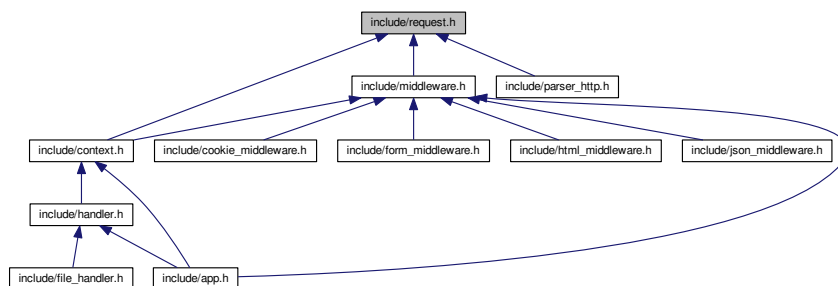 include/request.h
include/middleware.h
include/parser_http.h
include/context.h
include/cookie_middleware.h
include/form_middleware.h
include/html_middleware.h
include/json_middleware.h
include/handler.h
include/file_handler.h
include/app.h